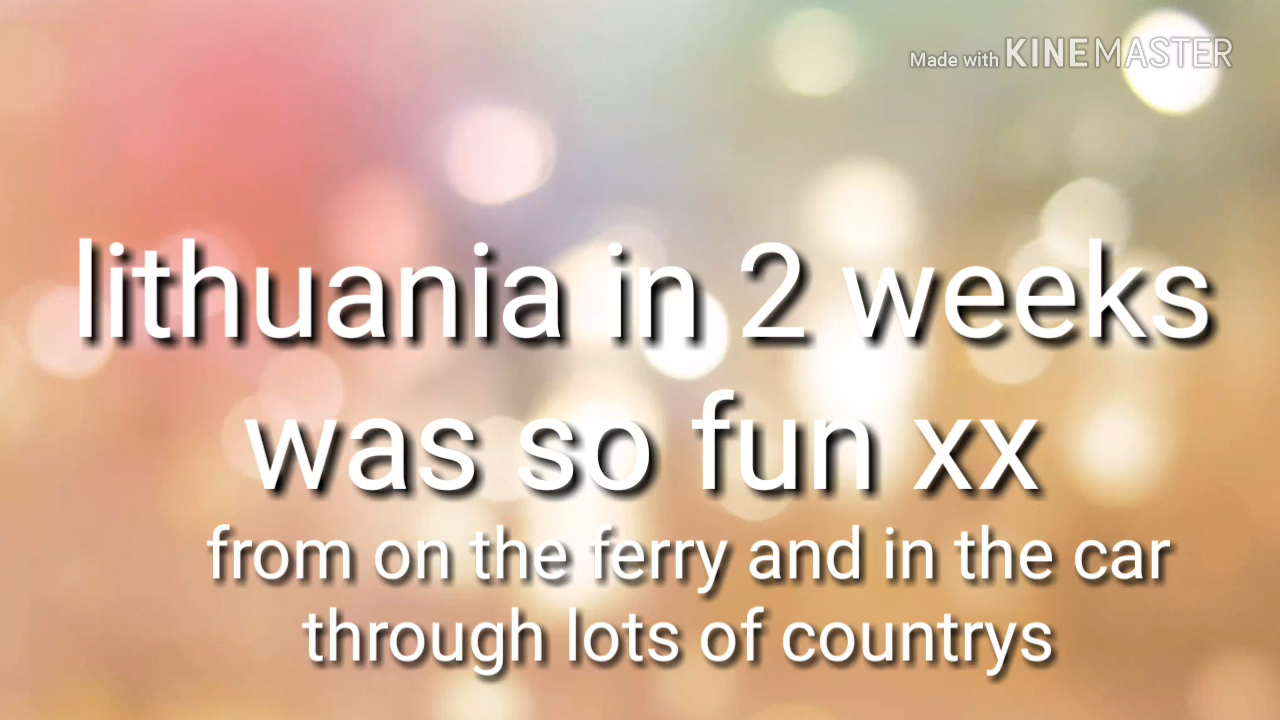 Made with KINEMASTER
lithuania in 2 weeks
was so fun xx
from on the ferry and in the car
through lots of countrys